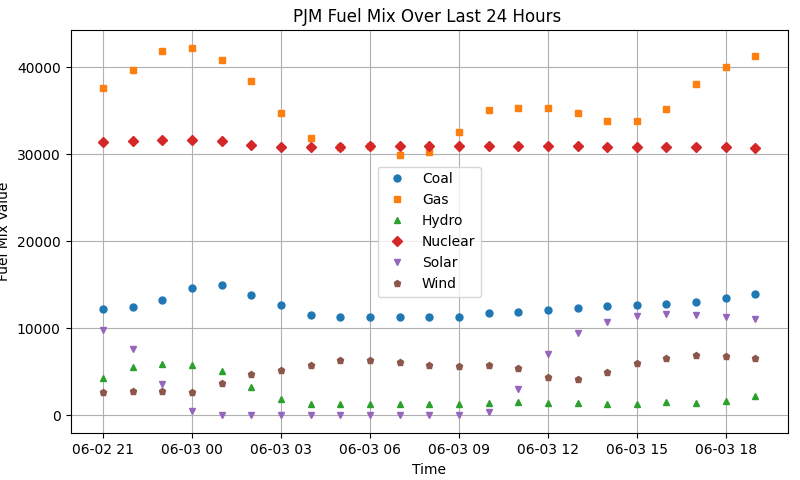 PJM Fuel Mix Over Last 24 Hours
40000
30000
20000
10000
0
Fuel Mix Value
Coal
Gas
Hydro
Nuclear
Solar
Wind
06-02 21 06-03 00 06-03 03 06-03 06 06-03 09 06-03 12 06-03 15 06-03 18
Time